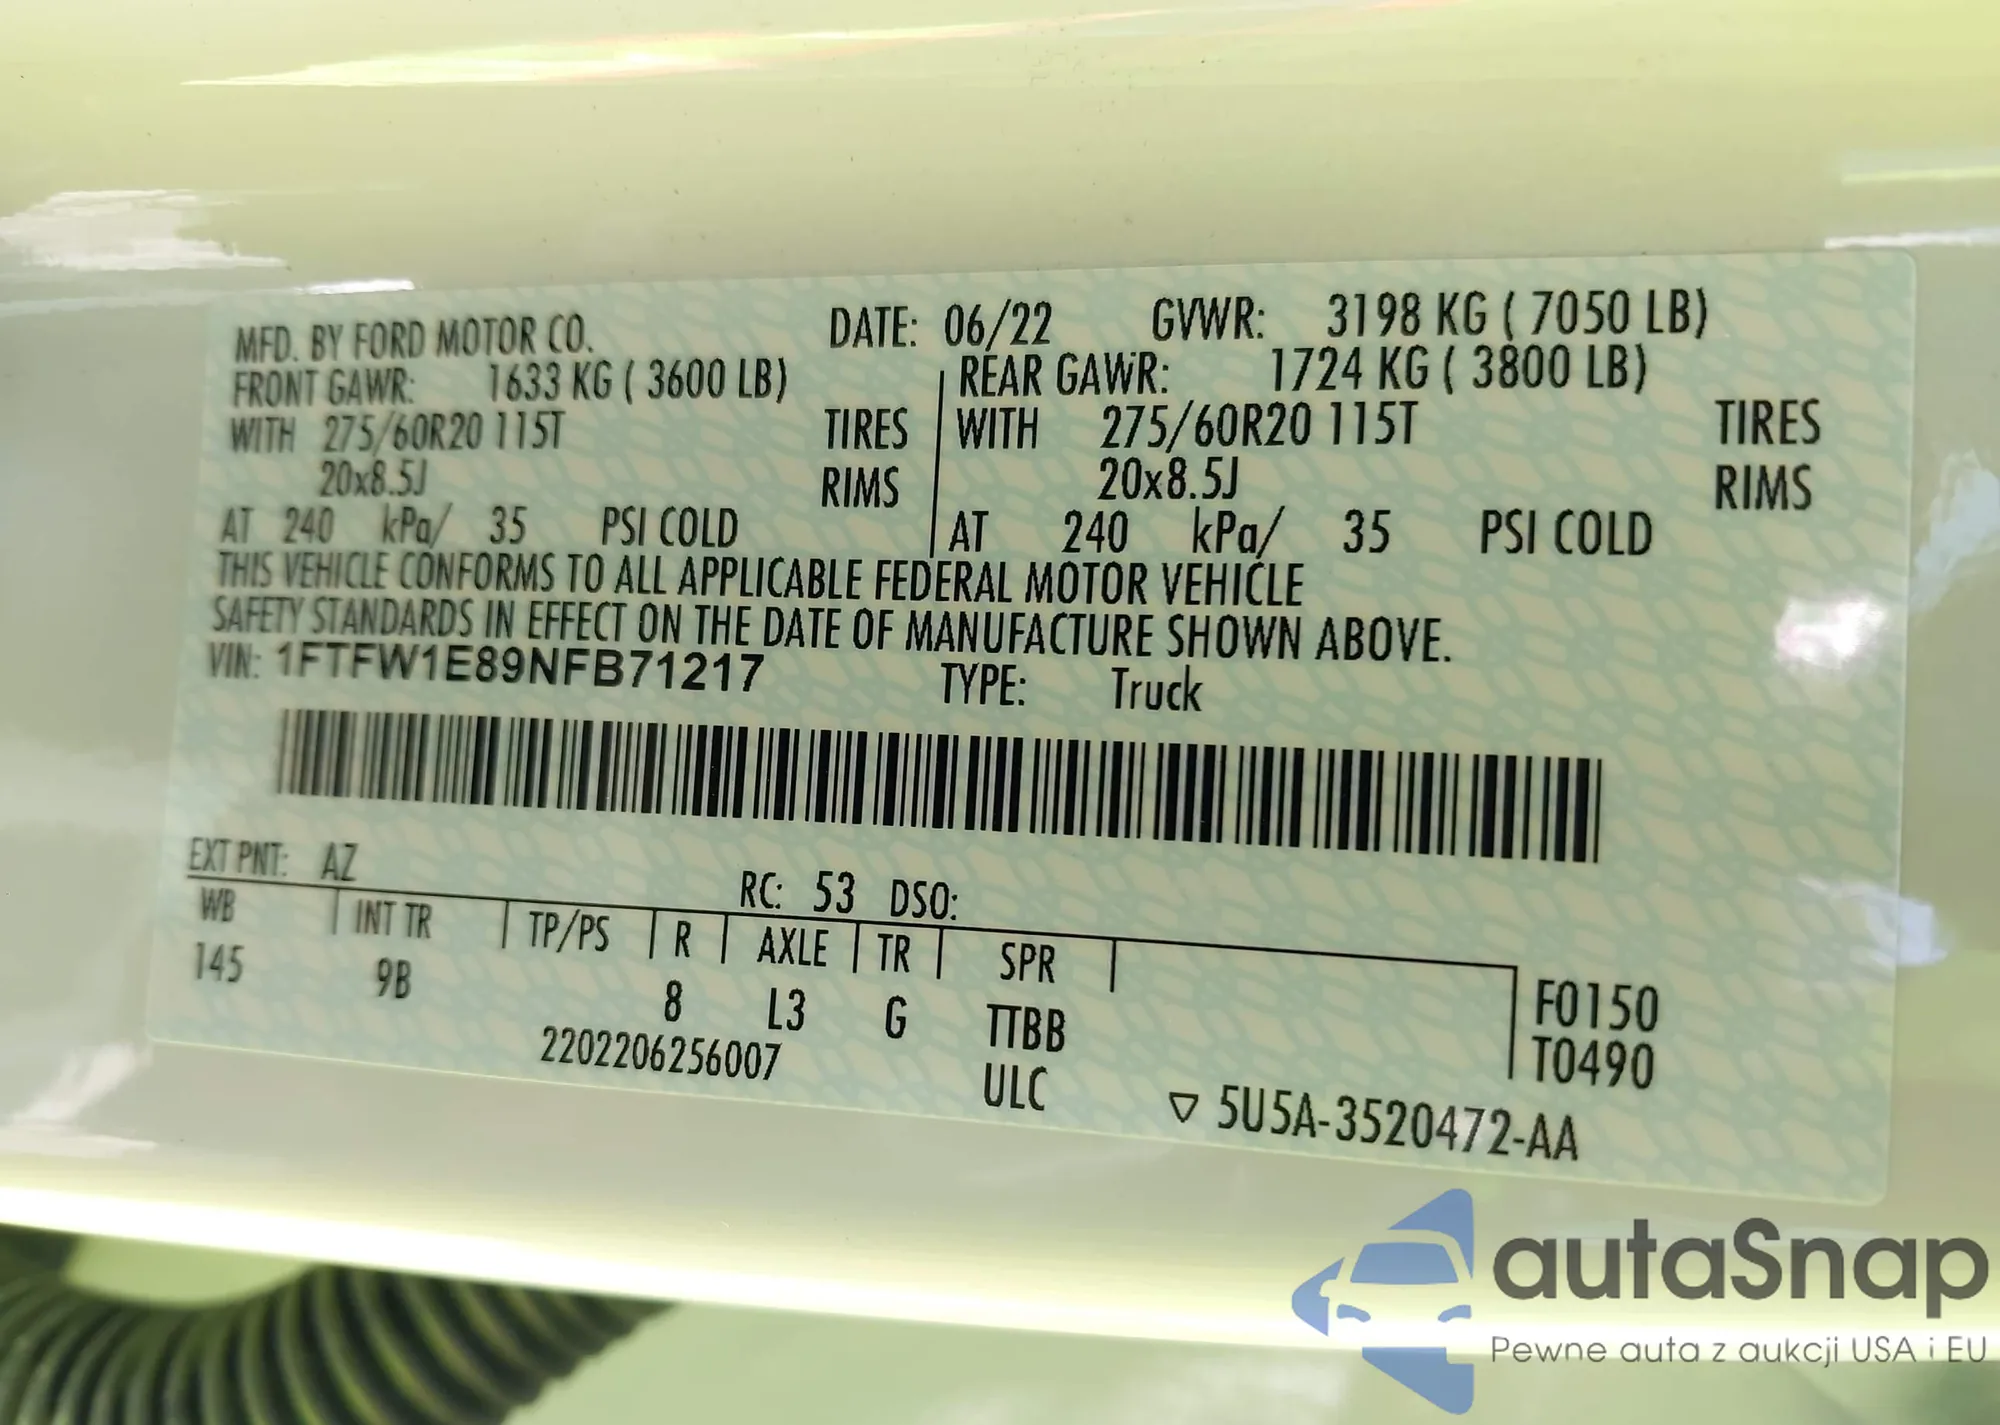 MFD. BY FORD MOTOR CO. DATE: 06/22 GVWR: 3198 KG ( 7050 LB)
FRONT GAWR: 1633 KG ( 3600 LB) REAR GAWR: 1724 KG ( 3800 LB)
WITH 275/60R20 115T TIRES WITH 275/60R20 115T TIRES
20x8.5J RIMS 20x8.5J RIMS
AT 240 kPa/ 35 PSI COLD AT 240 kPa/ 35 PSI COLD
THIS VEHICLE CONFORMS TO ALL APPLICABLE FEDERAL MOTOR VEHICLE
SAFETY STANDARDS IN EFFECT ON THE DATE OF MANUFACTURE SHOWN ABOVE.
VIN: 1FTFW1E89NFB71217 TYPE: Truck
EXT PNT: AZ RC: 53 DSO:
WB INT TR TP/PS R AXLE TR SPR
145 9B 8 L3 G TTBB F0150
2202206256007 ULC T0490
▽ 5U5A-3520472-AA
autaSnap
Pewne auta z aukcji USA i EU